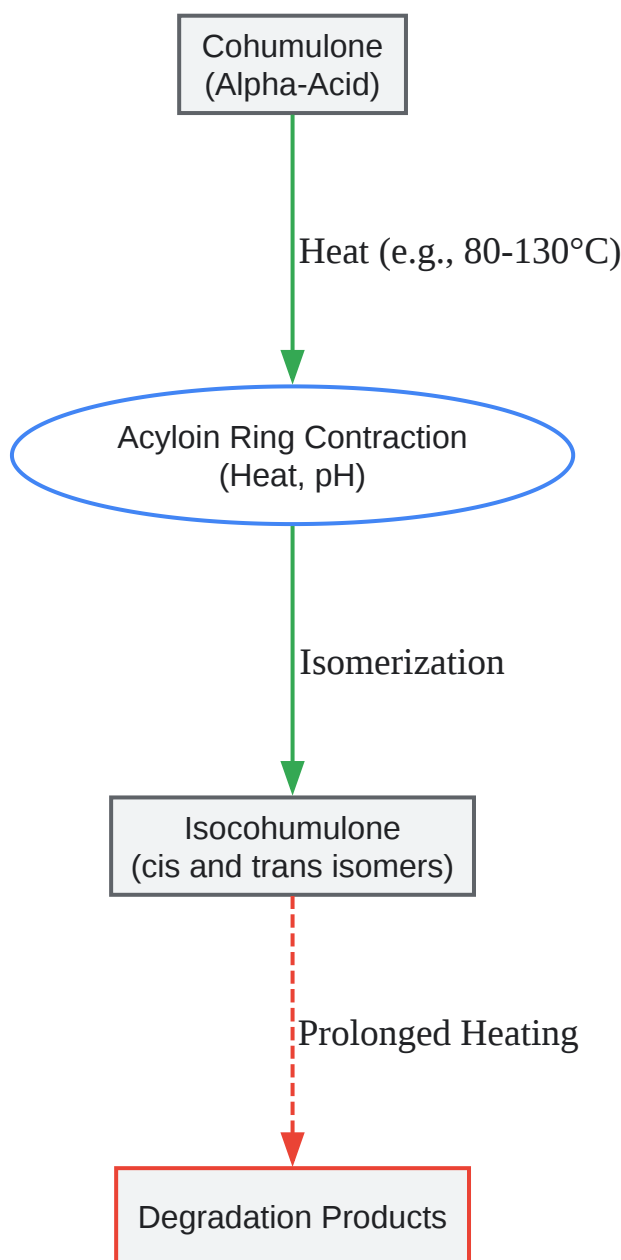 Cohumulone
(Alpha-Acid)
Heat (e.g., 80-130°C)
Acyloin Ring Contraction
(Heat, pH)
Isomerization
Isocohumulone
(cis and trans isomers)
Prolonged Heating
Degradation Products